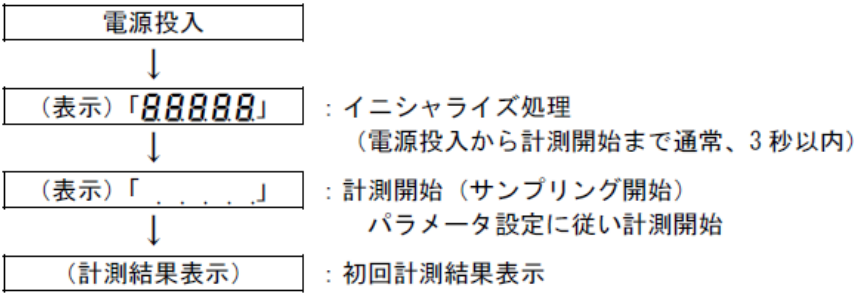 電源投入
↓
(表示)「8.8.8.8.8.」 : イニシャライズ処理
(電源投入から計測開始まで通常、3秒以内)
↓
(表示)「 . . . . .」 : 計測開始(サンプリング開始)
パラメータ設定に従い計測開始
↓
(計測結果表示) : 初回計測結果表示